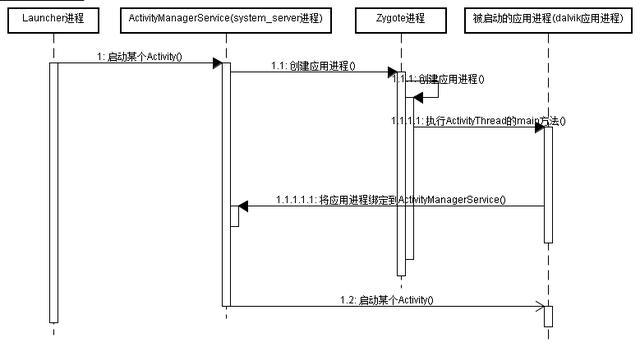 Launcher进程
ActivityManagerService(system_server进程)
Zygote进程
被启动的应用进程(dalvik应用进程)
1: 启动某个Activity()
1.1: 创建应用进程()
1.1.1: 创建应用进程()
1.1.1.1: 执行ActivityThread的main方法()
1.1.1.1.1: 将应用进程绑定到ActivityManagerService()
1.2: 启动某个Activity()